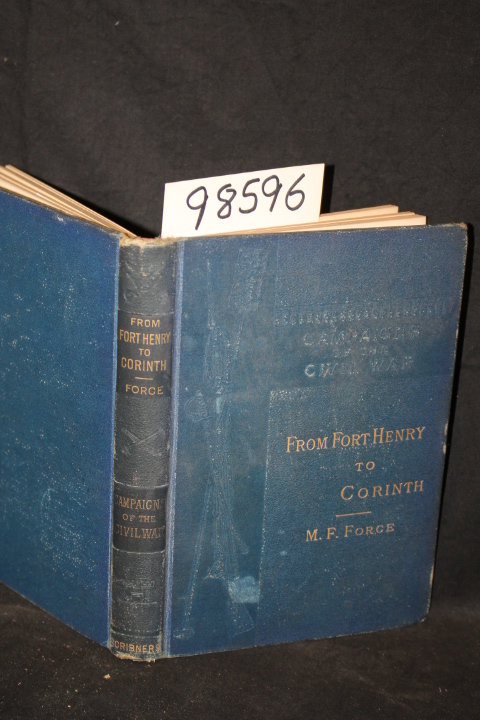 98596
FROM
FORT HENRY
TO
CORINTH
FORCE
CAMPAIGNS
OF THE
CIVIL WAR
SCRIBNERS
CAMPAIGNS
OF THE
CIVIL WAR
FROM FORT HENRY
TO
CORINTH
M. F. FORCE